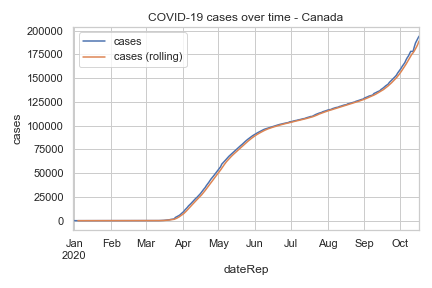 COVID-19 cases over time - Canada
cases
cases (rolling)
200000
175000
150000
125000
100000
75000
50000
25000
0
cases
Jan Feb Mar Apr May Jun Jul Aug Sep Oct
2020
dateRep